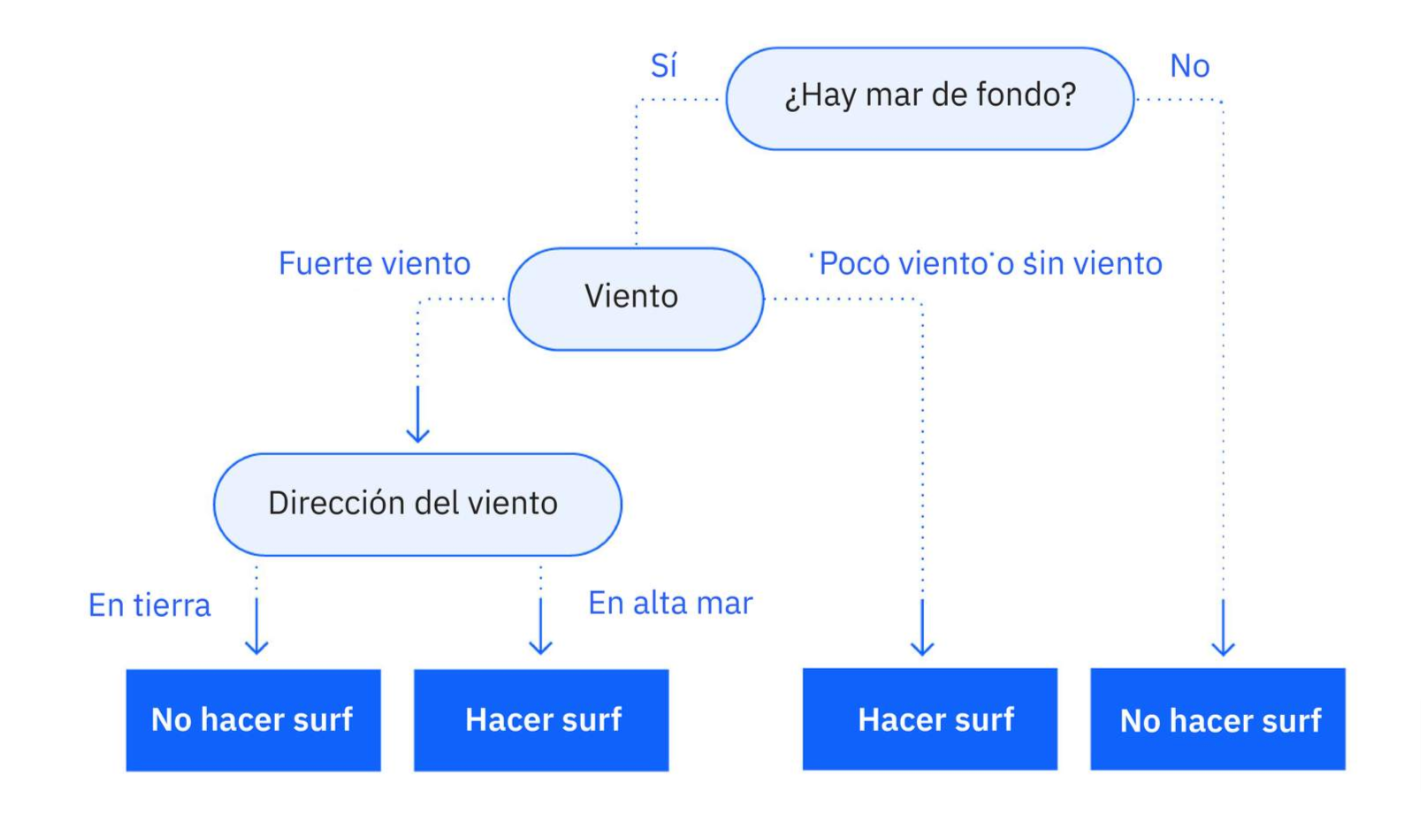 Sí
¿Hay mar de fondo?
No
Fuerte viento
Viento
Poco viento o sin viento
Dirección del viento
En tierra
En alta mar
No hacer surf
Hacer surf
Hacer surf
No hacer surf